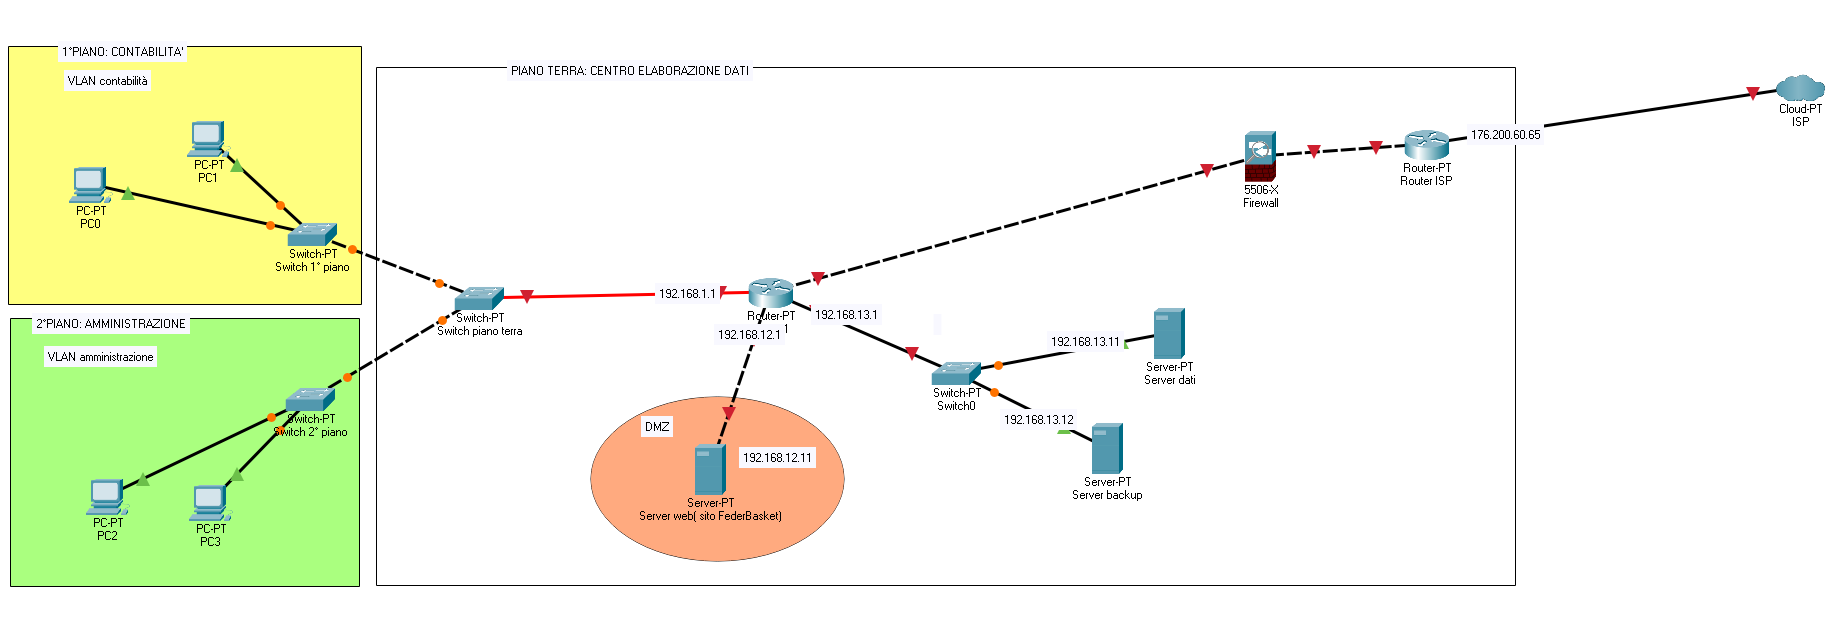 1°PIANO: CONTABILITA'
VLAN contabilità
PC-PT
PC1
PC-PT
PC0
Switch-PT
Switch 1° piano
2°PIANO: AMMINISTRAZIONE
VLAN amministrazione
Switch-PT
Switch 2° piano
PC-PT
PC2
PC-PT
PC3
PIANO TERRA: CENTRO ELABORAZIONE DATI
Switch-PT
Switch piano terra
192.168.1.1
Router-PT
1
192.168.12.1
192.168.13.1
DMZ
192.168.12.11
Server-PT
Server web( sito FederBasket)
Switch-PT
Switch0
192.168.13.11
Server-PT
Server dati
192.168.13.12
Server-PT
Server backup
5506-X
Firewall
Router-PT
Router ISP
176.200.60.65
Cloud-PT
ISP